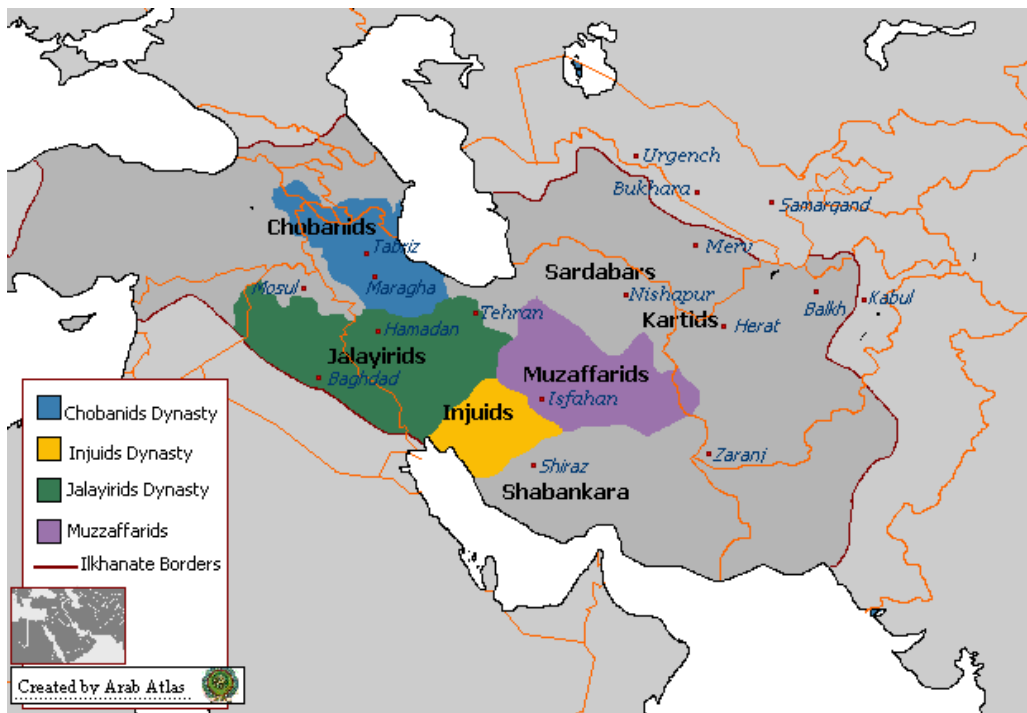 Urgench
Bukhara
Samarqand
Chobanids
Tabriz
Merv
Mosul
Maragha
Sardabars
Nishapur
Balkh
Kabul
Tehran
Kartids
Herat
Hamadan
Jalayirids
Baghdad
Muzaffarids
Isfahan
Injuids
Zaranj
Shiraz
Shabankara
Chobanids Dynasty
Injuids Dynasty
Jalayirids Dynasty
Muzzaffarids
Ilkhanate Borders
Created by Arab Atlas